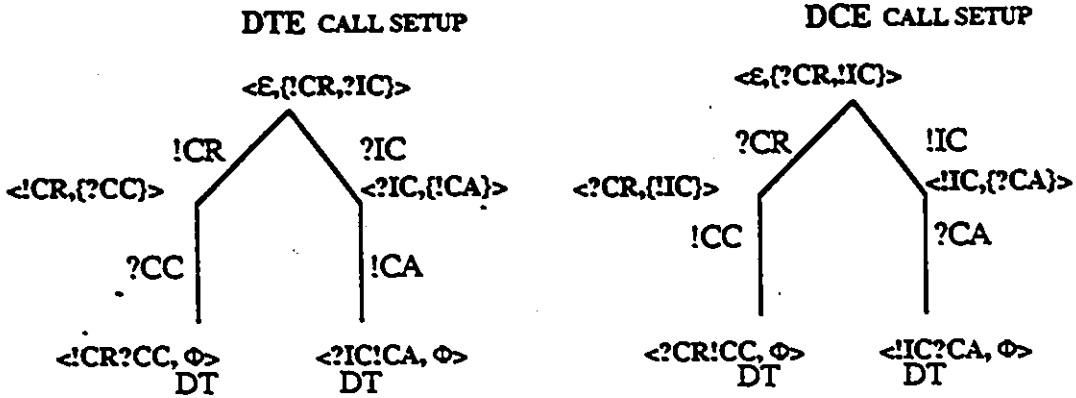 DTE CALL SETUP
<ε,{!CR,?IC}>
!CR
?IC
<!CR,{?CC}>
<?IC,{!CA}>
?CC
!CA
<!CR?CC, Φ>
DT
<?IC!CA, Φ>
DT
DCE CALL SETUP
<ε,{?CR,!IC}>
?CR
!IC
<?CR,{!IC}>
<!IC,{?CA}>
!CC
?CA
<?CR!CC, Φ>
DT
<!IC?CA, Φ>
DT